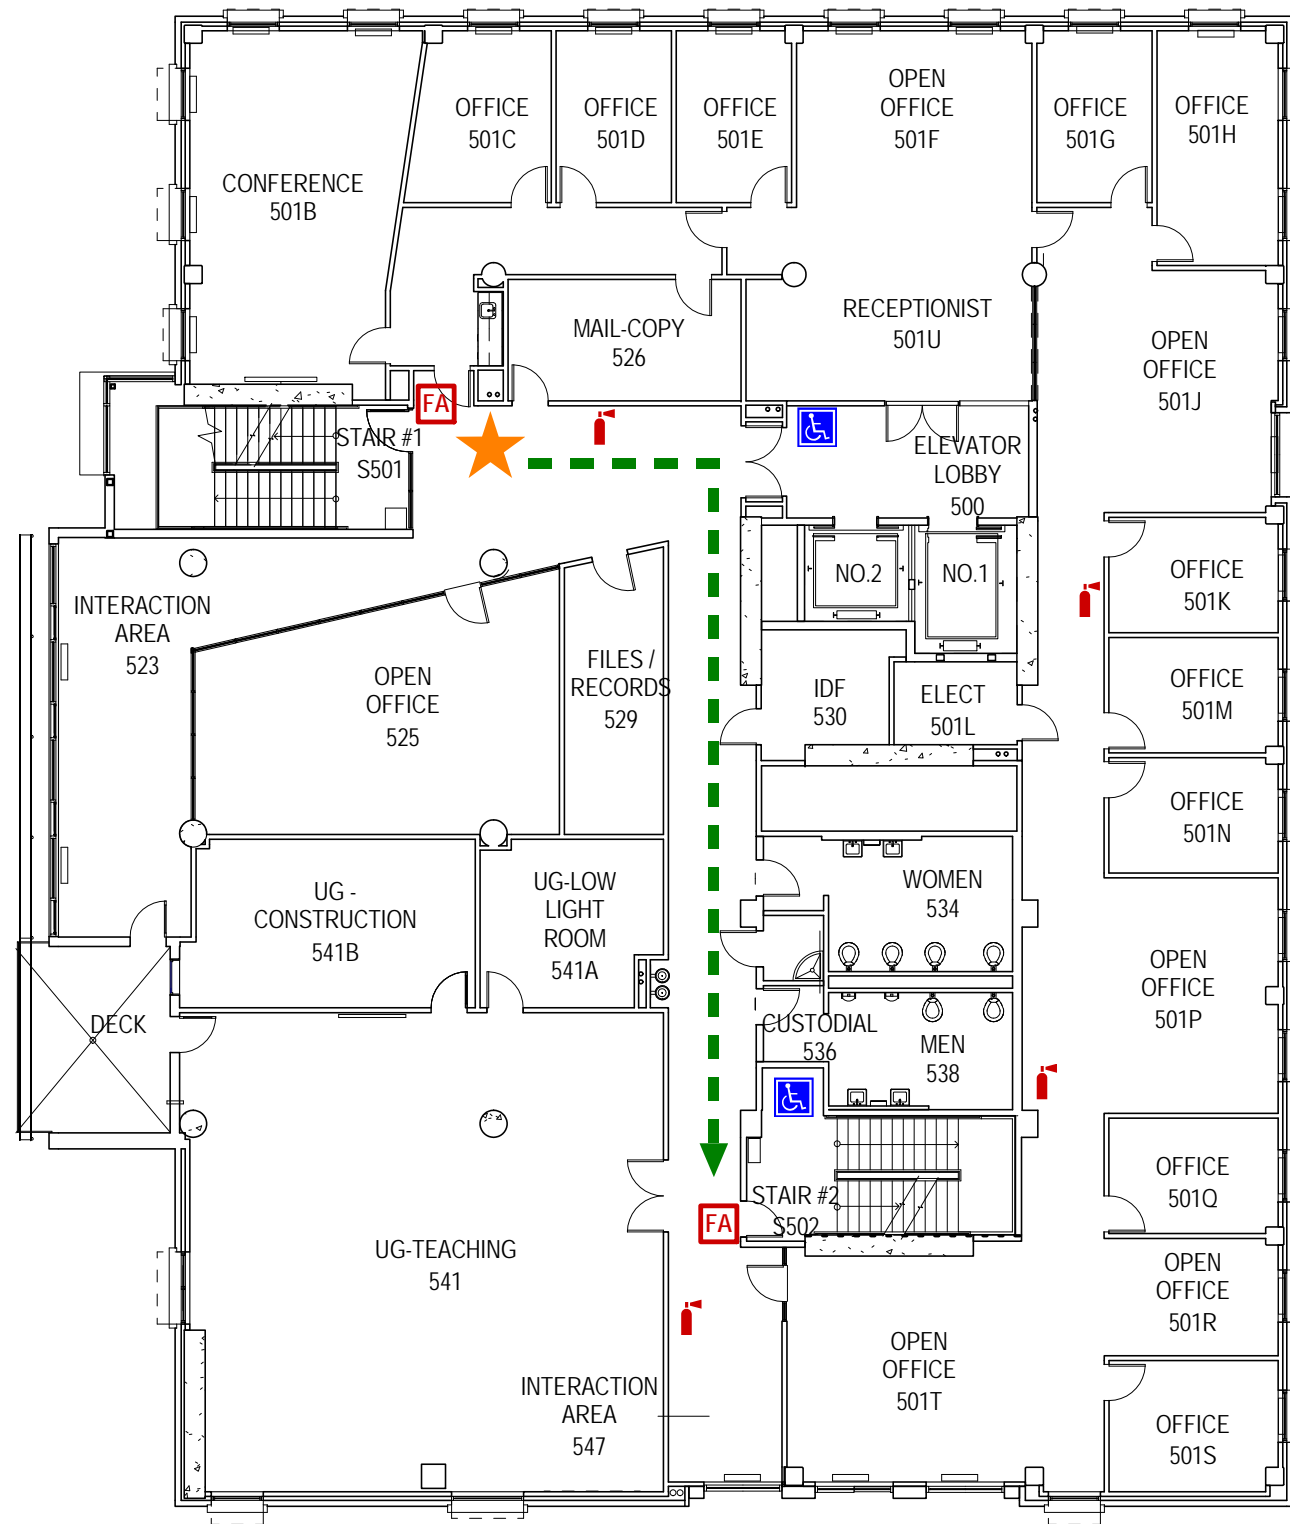 CONFERENCE
501B
OFFICE
501C
OFFICE
501D
OFFICE
501E
OPEN
OFFICE
501F
OFFICE
501G
OFFICE
501H
MAIL-COPY
526
RECEPTIONIST
501U
OPEN
OFFICE
501J
FA
STAIR #1
S501
ELEVATOR
LOBBY
500
NO.2
NO.1
OFFICE
501K
INTERACTION
AREA
523
OPEN
OFFICE
525
FILES /
RECORDS
529
IDF
530
ELECT
501L
OFFICE
501M
OFFICE
501N
UG -
CONSTRUCTION
541B
UG-LOW
LIGHT
ROOM
541A
WOMEN
534
OPEN
OFFICE
501P
DECK
CUSTODIAL
536
MEN
538
STAIR #2
S502
FA
OFFICE
501Q
UG-TEACHING
541
OPEN
OFFICE
501R
OPEN
OFFICE
501T
INTERACTION
AREA
547
OFFICE
501S